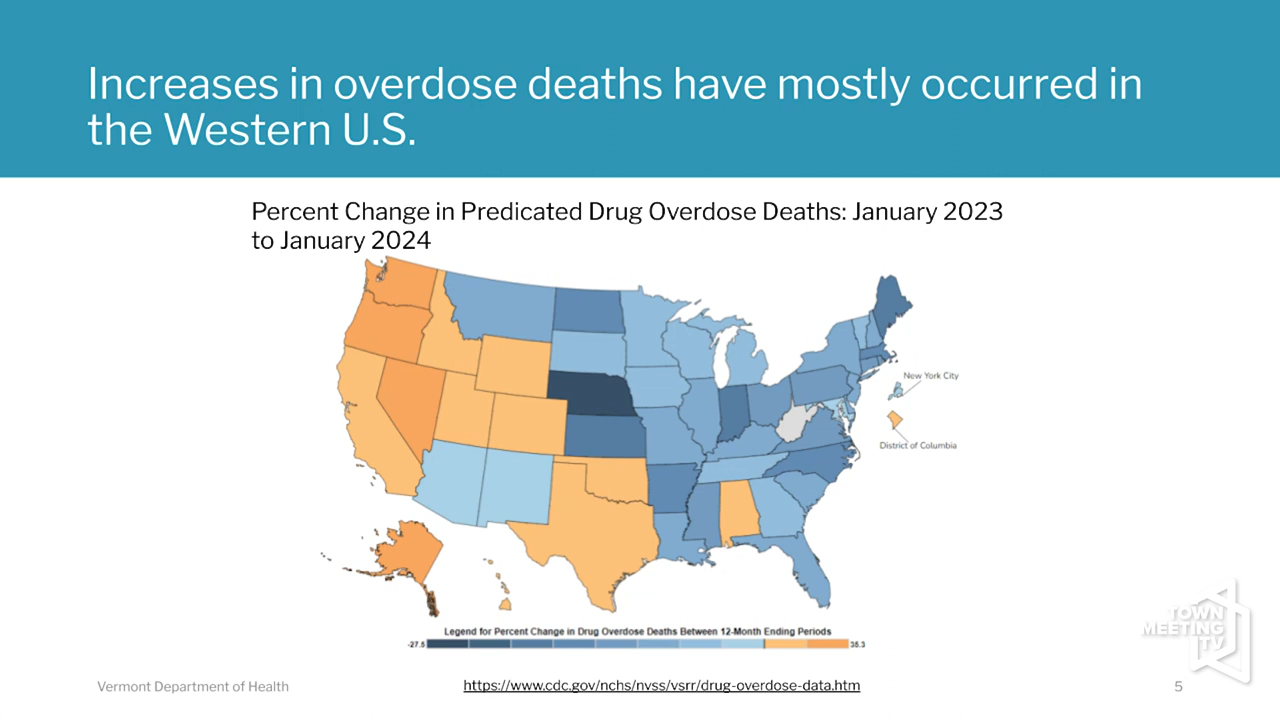 Increases in overdose deaths have mostly occurred in
the Western U.S.
Percent Change in Predicated Drug Overdose Deaths: January 2023
to January 2024
New York City
District of Columbia
Legend for Percent Change in Drug Overdose Deaths Between 12-Month Ending Periods
-27.5
35.3
TOWN
MEETING
TV
Vermont Department of Health
https://www.cdc.gov/nchs/nvss/vsrr/drug-overdose-data.htm
5